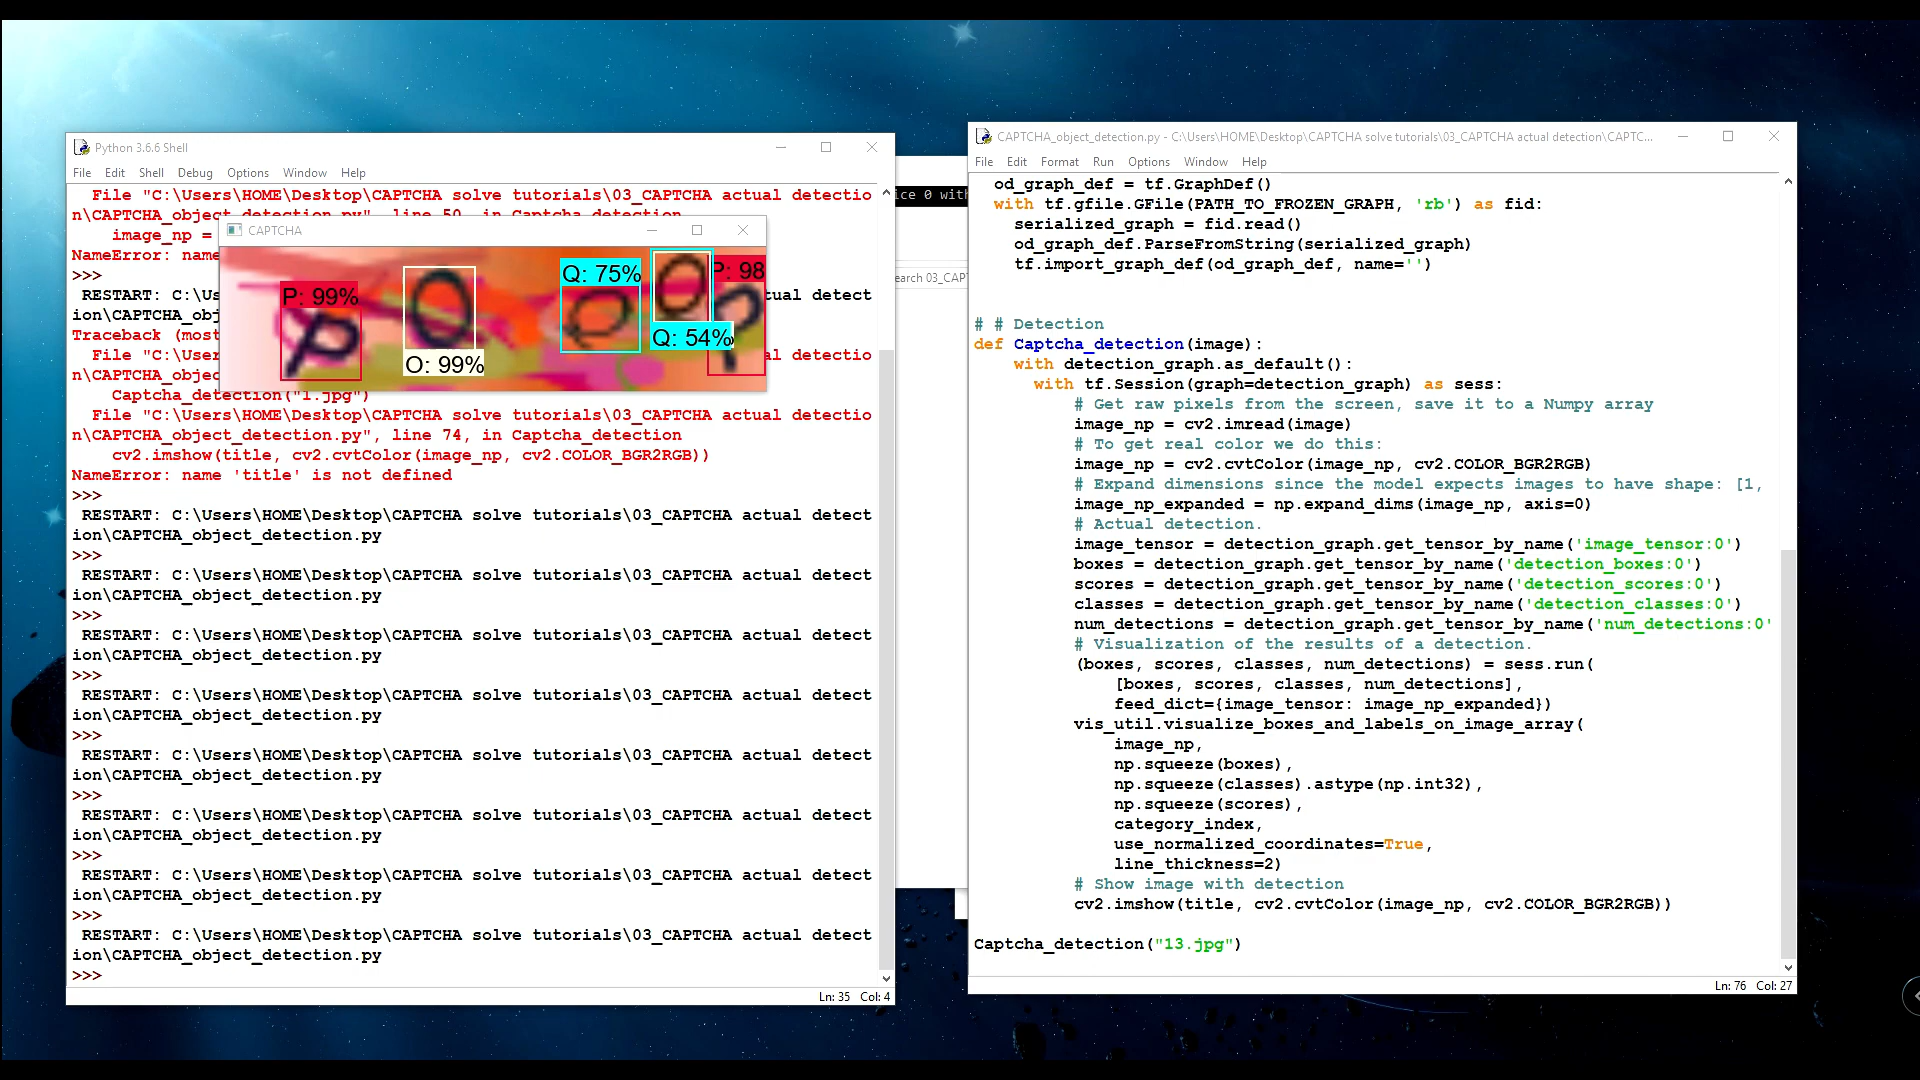 Python 3.6.6 Shell
File Edit Shell Debug Options Window Help
File "C:\Users\HOME\Desktop\CAPTCHA solve tutorials\03_CAPTCHA actual detectio
n\CAPTCHA_object_detection.py", line 50, in Captcha_detection
image_np =
NameError: name
>>>
RESTART: C:\Us
tual detect
ion\CAPTCHA_obj
Traceback (most
File "C:\Use
al detectio
n\CAPTCHA_objec
Captcha_detection("1.jpg")
File "C:\Users\HOME\Desktop\CAPTCHA solve tutorials\03_CAPTCHA actual detectio
n\CAPTCHA_object_detection.py", line 74, in Captcha_detection
cv2.imshow(title, cv2.cvtColor(image_np, cv2.COLOR_BGR2RGB))
NameError: name 'title' is not defined
>>>
RESTART: C:\Users\HOME\Desktop\CAPTCHA solve tutorials\03_CAPTCHA actual detect
ion\CAPTCHA_object_detection.py
>>>
RESTART: C:\Users\HOME\Desktop\CAPTCHA solve tutorials\03_CAPTCHA actual detect
ion\CAPTCHA_object_detection.py
>>>
RESTART: C:\Users\HOME\Desktop\CAPTCHA solve tutorials\03_CAPTCHA actual detect
ion\CAPTCHA_object_detection.py
>>>
RESTART: C:\Users\HOME\Desktop\CAPTCHA solve tutorials\03_CAPTCHA actual detect
ion\CAPTCHA_object_detection.py
>>>
RESTART: C:\Users\HOME\Desktop\CAPTCHA solve tutorials\03_CAPTCHA actual detect
ion\CAPTCHA_object_detection.py
>>>
RESTART: C:\Users\HOME\Desktop\CAPTCHA solve tutorials\03_CAPTCHA actual detect
ion\CAPTCHA_object_detection.py
>>>
RESTART: C:\Users\HOME\Desktop\CAPTCHA solve tutorials\03_CAPTCHA actual detect
ion\CAPTCHA_object_detection.py
>>>
RESTART: C:\Users\HOME\Desktop\CAPTCHA solve tutorials\03_CAPTCHA actual detect
ion\CAPTCHA_object_detection.py
>>>
Ln: 35 Col: 4
CAPTCHA
P: 99%
O: 99%
Q: 75%
Q: 54%
P: 98
ice 0 with
earch 03_CAPT
CAPTCHA_object_detection.py - C:\Users\HOME\Desktop\CAPTCHA solve tutorials\03_CAPTCHA actual detection\CAPTC...
File Edit Format Run Options Window Help
od_graph_def = tf.GraphDef()
with tf.gfile.GFile(PATH_TO_FROZEN_GRAPH, 'rb') as fid:
serialized_graph = fid.read()
od_graph_def.ParseFromString(serialized_graph)
tf.import_graph_def(od_graph_def, name='')
# # Detection
def Captcha_detection(image):
with detection_graph.as_default():
with tf.Session(graph=detection_graph) as sess:
# Get raw pixels from the screen, save it to a Numpy array
image_np = cv2.imread(image)
# To get real color we do this:
image_np = cv2.cvtColor(image_np, cv2.COLOR_BGR2RGB)
# Expand dimensions since the model expects images to have shape: [1,
image_np_expanded = np.expand_dims(image_np, axis=0)
# Actual detection.
image_tensor = detection_graph.get_tensor_by_name('image_tensor:0')
boxes = detection_graph.get_tensor_by_name('detection_boxes:0')
scores = detection_graph.get_tensor_by_name('detection_scores:0')
classes = detection_graph.get_tensor_by_name('detection_classes:0')
num_detections = detection_graph.get_tensor_by_name('num_detections:0'
# Visualization of the results of a detection.
(boxes, scores, classes, num_detections) = sess.run(
[boxes, scores, classes, num_detections],
feed_dict={image_tensor: image_np_expanded})
vis_util.visualize_boxes_and_labels_on_image_array(
image_np,
np.squeeze(boxes),
np.squeeze(classes).astype(np.int32),
np.squeeze(scores),
category_index,
use_normalized_coordinates=True,
line_thickness=2)
# Show image with detection
cv2.imshow(title, cv2.cvtColor(image_np, cv2.COLOR_BGR2RGB))
Captcha_detection("13.jpg")
Ln: 76 Col: 27